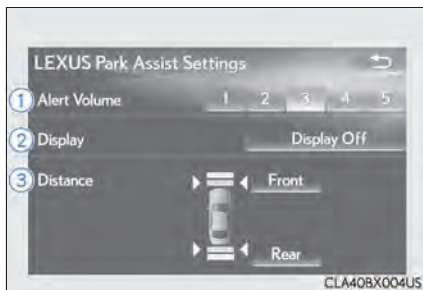 LEXUS Park Assist Settings
1 Alert Volume 1 2 3 4 5
2 Display Display Off
3 Distance Front
Rear
CLA40BX004US